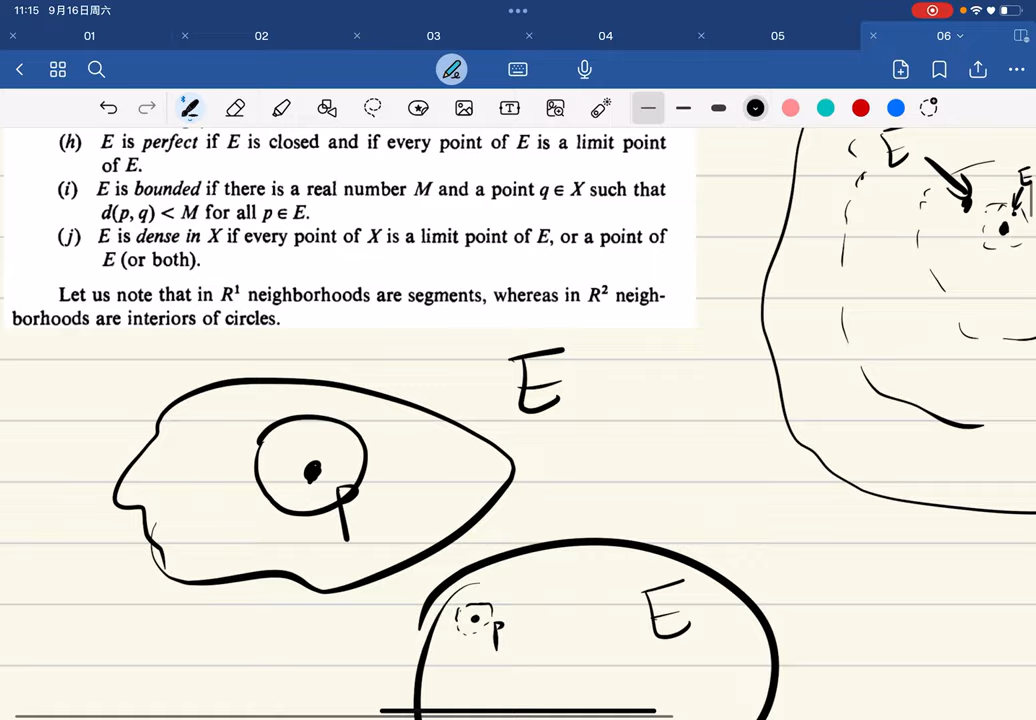 11:15 9月16日周六
01 02 03 04 05 06
(h) E is perfect if E is closed and if every point of E is a limit point
of E.
(i) E is bounded if there is a real number M and a point q ∈ X such that
d(p, q) < M for all p ∈ E.
(j) E is dense in X if every point of X is a limit point of E, or a point of
E (or both).
Let us note that in R¹ neighborhoods are segments, whereas in R² neigh-
borhoods are interiors of circles.
E
E
E
P
E
p